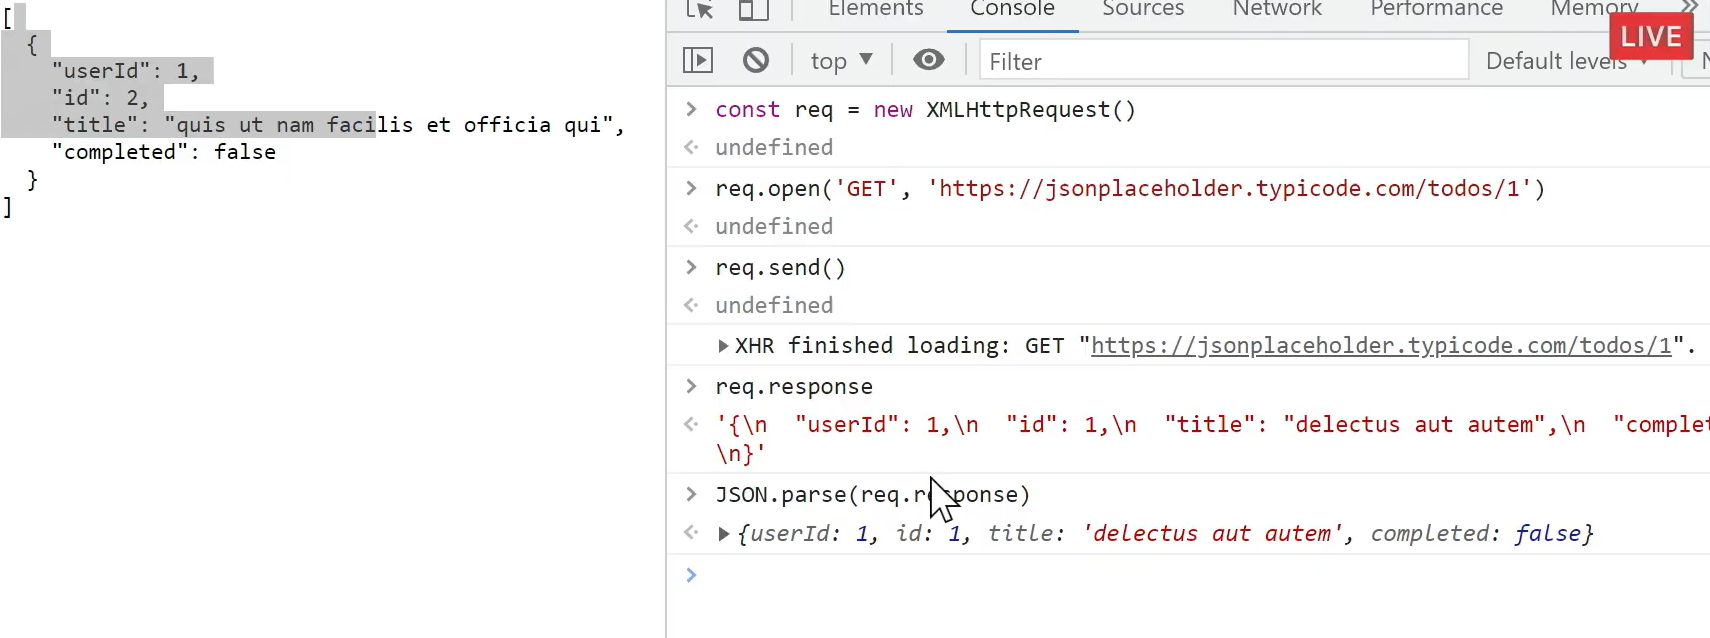 [
{
"userId": 1,
"id": 2,
"title": "quis ut nam facilis et officia qui",
"completed": false
}
]
Elements Console Sources Network Performance Memory »
LIVE
top ▼ Filter Default levels
> const req = new XMLHttpRequest()
<· undefined
> req.open('GET', 'https://jsonplaceholder.typicode.com/todos/1')
<· undefined
> req.send()
<· undefined
▶ XHR finished loading: GET "https://jsonplaceholder.typicode.com/todos/1".
> req.response
<· '{\n  "userId": 1,\n  "id": 1,\n  "title": "delectus aut autem",\n  "complet
\n}'
> JSON.parse(req.response)
<· ▶ {userId: 1, id: 1, title: 'delectus aut autem', completed: false}
>